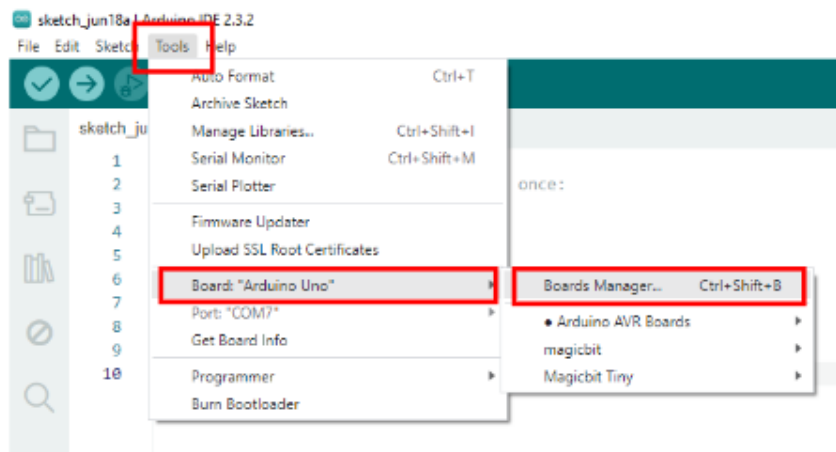 sketch_jun18a | Arduino IDE 2.3.2
File Edit Sketch Tools Help
Auto Format Ctrl+T
Archive Sketch
sketch_ju
Manage Libraries... Ctrl+Shift+I
1
Serial Monitor Ctrl+Shift+M
2
Serial Plotter
once:
3
4
Firmware Updater
5
Upload SSL Root Certificates
6
Board: "Arduino Uno"
Boards Manager... Ctrl+Shift+B
7
Port: "COM7"
• Arduino AVR Boards
8
Get Board Info
magicbit
9
10
Programmer
Magicbit Tiny
Burn Bootloader